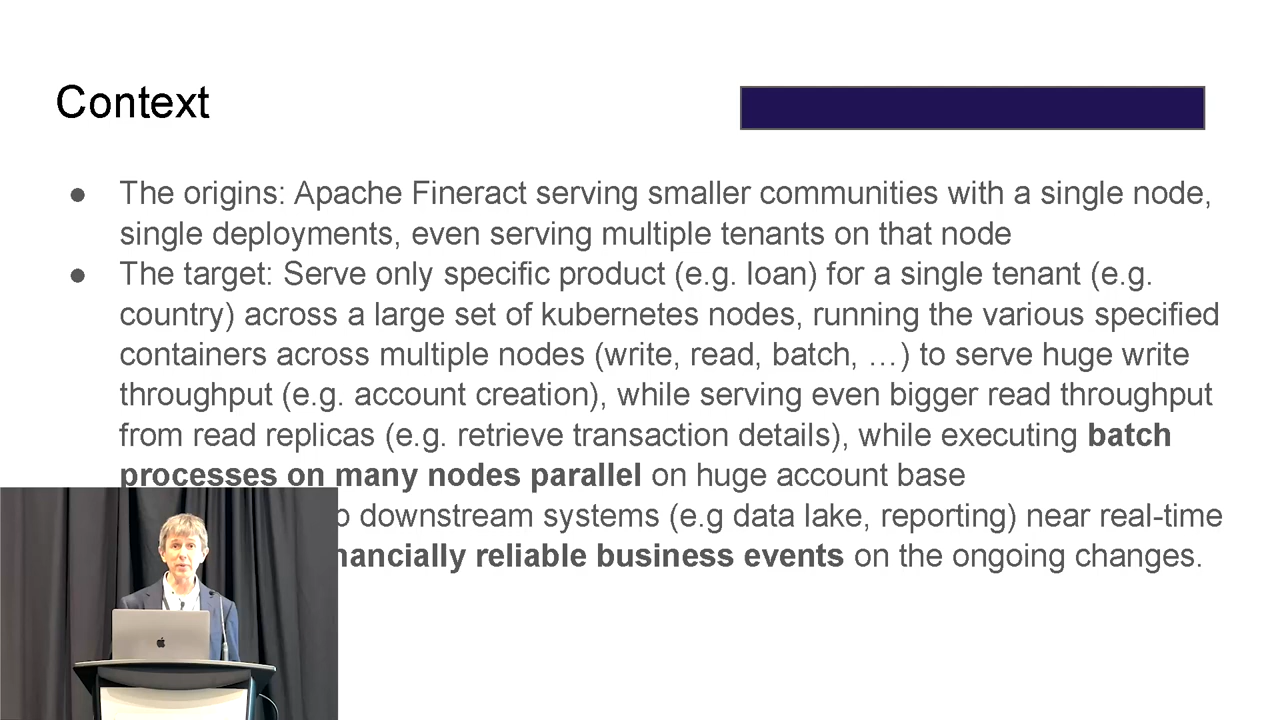 Context
● The origins: Apache Fineract serving smaller communities with a single node,
single deployments, even serving multiple tenants on that node
● The target: Serve only specific product (e.g. loan) for a single tenant (e.g.
country) across a large set of kubernetes nodes, running the various specified
containers across multiple nodes (write, read, batch, …) to serve huge write
throughput (e.g. account creation), while serving even bigger read throughput
from read replicas (e.g. retrieve transaction details), while executing batch
processes on many nodes parallel on huge account base
downstream systems (e.g data lake, reporting) near real-time
reliable business events on the ongoing changes.